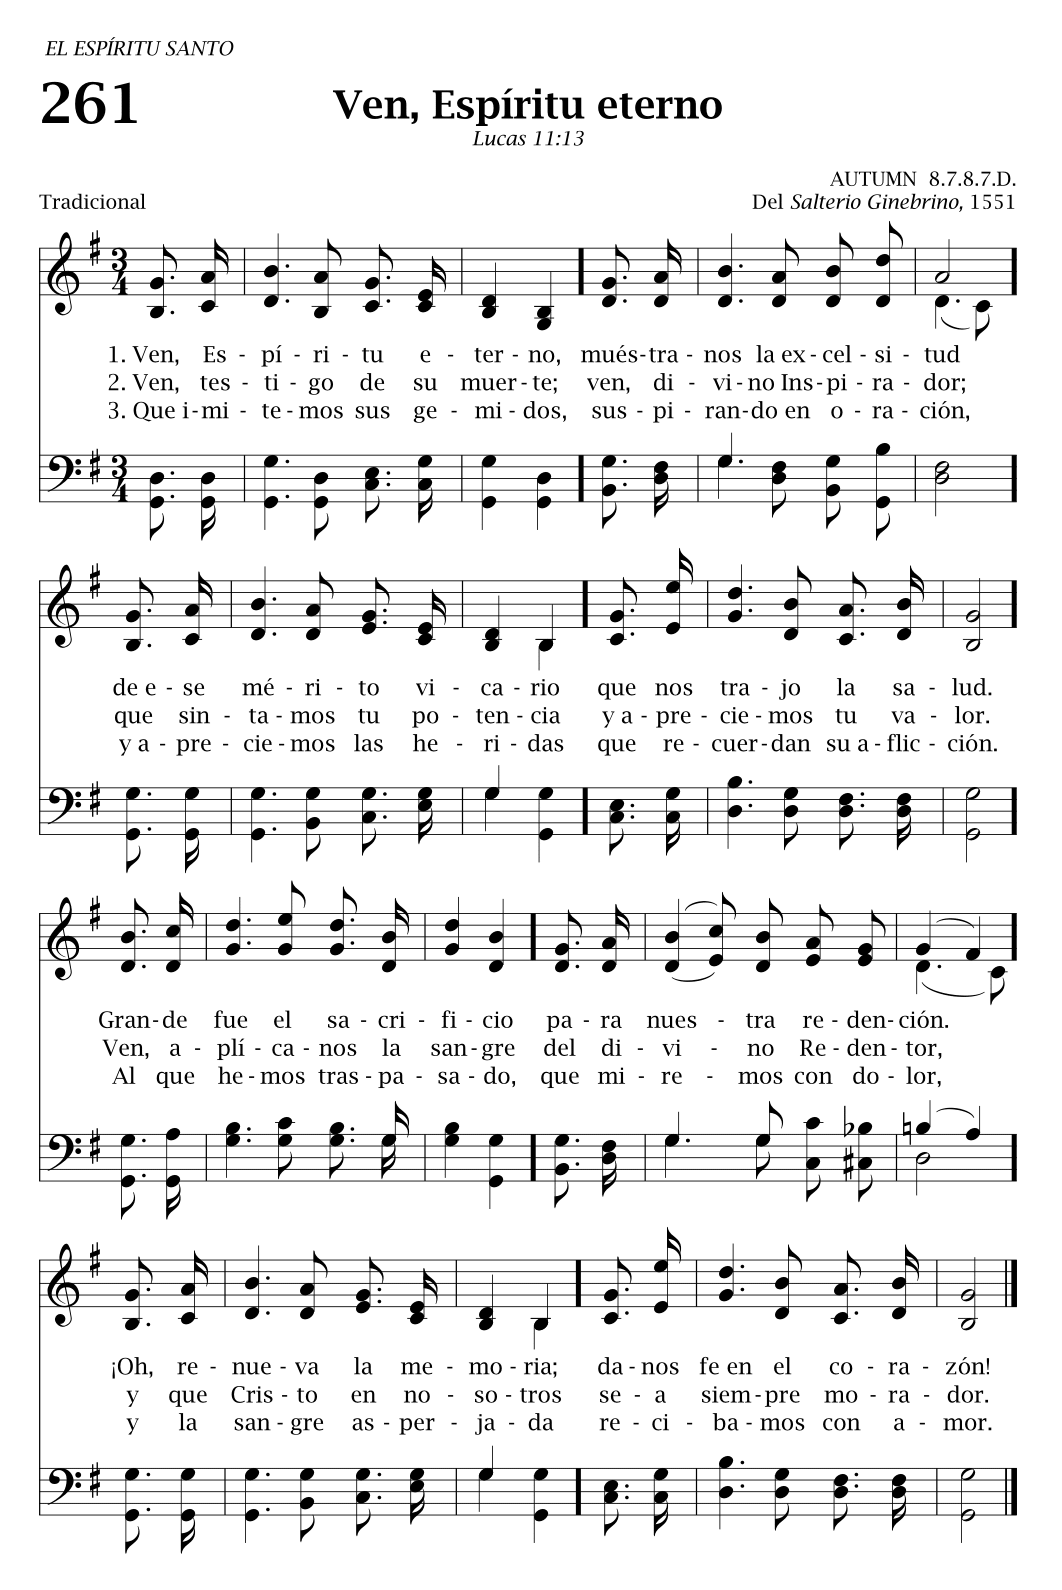 EL ESPÍRITU SANTO
261
Ven, Espíritu eterno
Lucas 11:13
AUTUMN 8.7.8.7.D.
Tradicional
Del Salterio Ginebrino, 1551
1. Ven, Es - pí - ri - tu e - ter - no, mués - tra - nos la ex - cel - si - tud
2. Ven, tes - ti - go de su muer - te; ven, di - vi - no Ins - pi - ra - dor;
3. Que i - mi - te - mos sus ge - mi - dos, sus - pi - ran - do en o - ra - ción,
de e - se mé - ri - to vi - ca - rio que nos tra - jo la sa - lud.
que sin - ta - mos tu po - ten - cia y a - pre - cie - mos tu va - lor.
y a - pre - cie - mos las he - ri - das que re - cuer - dan su a - flic - ción.
Gran - de fue el sa - cri - fi - cio pa - ra nues - tra re - den - ción.
Ven, a - plí - ca - nos la san - gre del di - vi - no Re - den - tor,
Al que he - mos tras - pa - sa - do, que mi - re - mos con do - lor,
¡Oh, re - nue - va la me - mo - ria; da - nos fe en el co - ra - zón!
y que Cris - to en no - so - tros se - a siem - pre mo - ra - dor.
y la san - gre as - per - ja - da re - ci - ba - mos con a - mor.